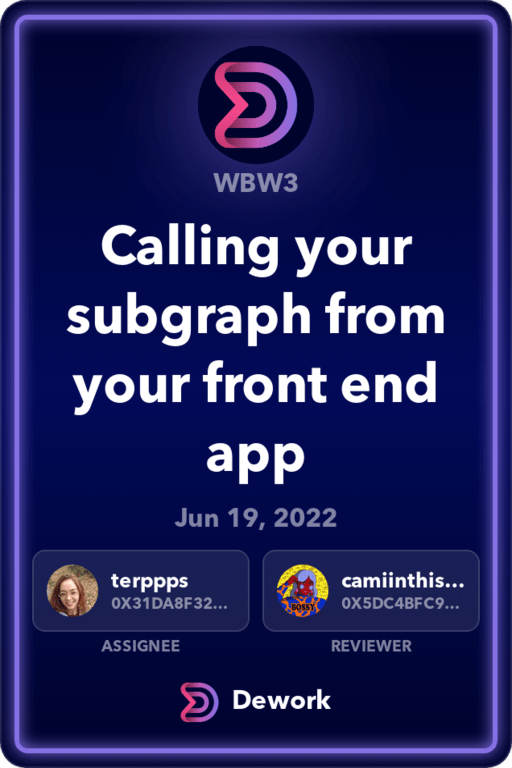 WBW3
Calling your
subgraph from
your front end
app
Jun 19, 2022
terppps
0X31DA8F32...
camiinthis...
0X5DC4BFC9...
BOSSY
ASSIGNEE
REVIEWER
Dework